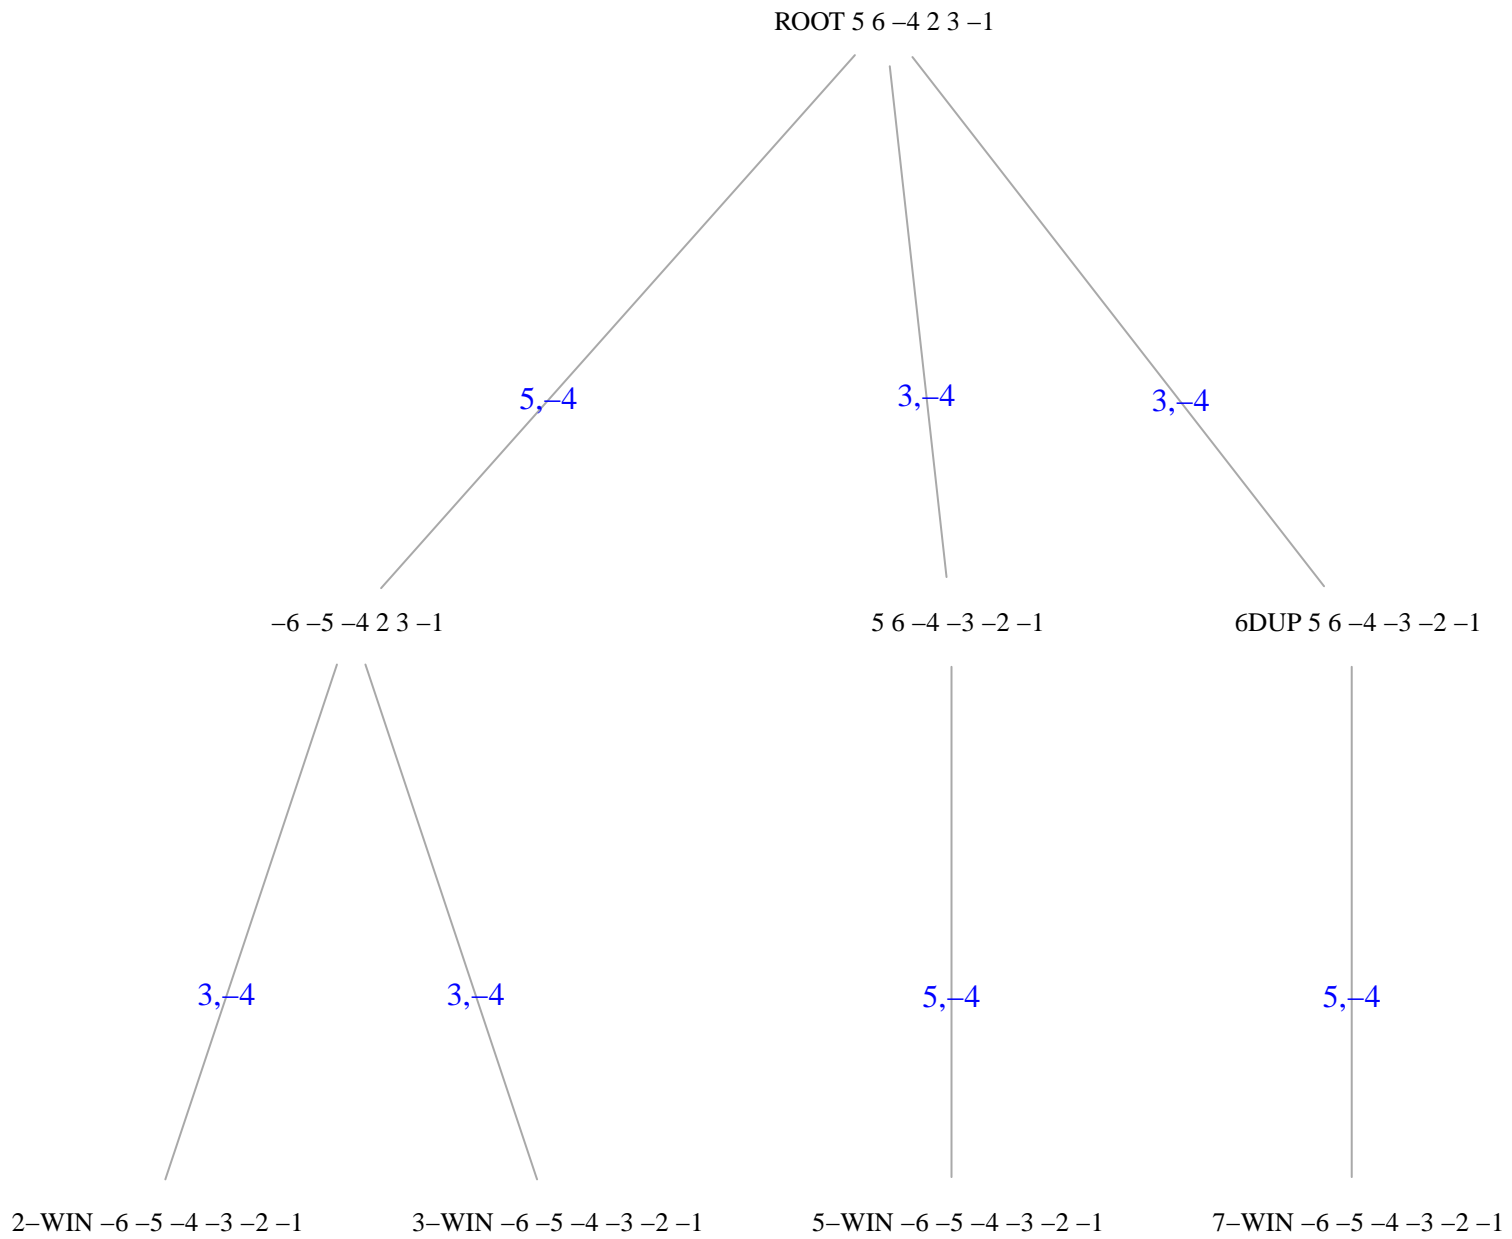 ROOT 5 6 –4 2 3 –1
5,–4
3,–4
3,–4
–6 –5 –4 2 3 –1
5 6 –4 –3 –2 –1
6DUP 5 6 –4 –3 –2 –1
3,–4
3,–4
5,–4
5,–4
2–WIN –6 –5 –4 –3 –2 –1
3–WIN –6 –5 –4 –3 –2 –1
5–WIN –6 –5 –4 –3 –2 –1
7–WIN –6 –5 –4 –3 –2 –1